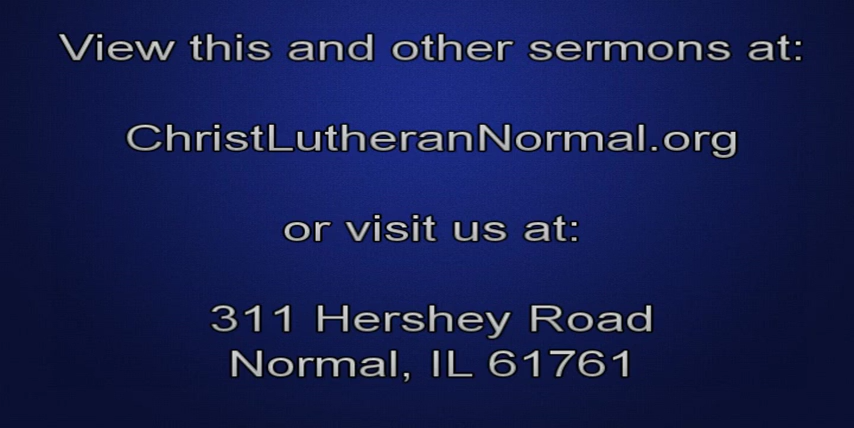 View this and other sermons at:
ChristLutheranNormal.org
or visit us at:
311 Hershey Road
Normal, IL 61761